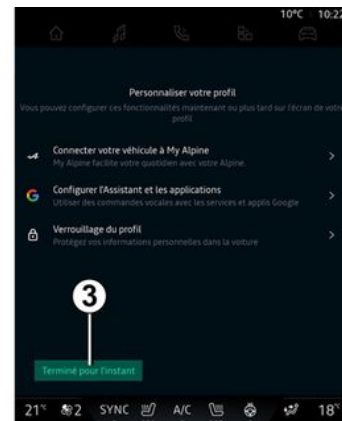 10°C 10:22
Personnaliser votre profil
Vous pouvez configurer ces fonctionnalités maintenant ou plus tard sur l'écran de votre
profil
Connecter votre véhicule à My Alpine
My Alpine facilite votre quotidien avec votre Alpine.
Configurer l'Assistant et les applications
Utiliser des commandes vocales avec les services et applis Google
Verrouillage du profil
Protégez vos informations personnelles dans la voiture
3
Terminé pour l'instant
21°C 2 SYNC A/C 18°C